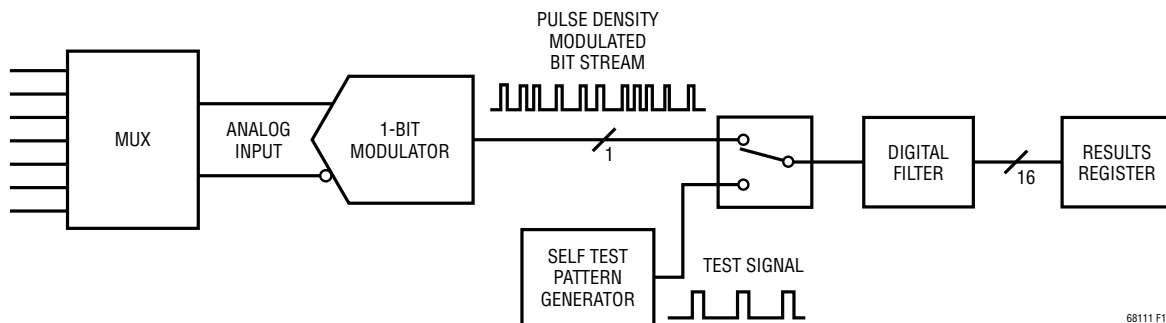 PULSE DENSITY
MODULATED
BIT STREAM
MUX
ANALOG
INPUT
1-BIT
MODULATOR
1
DIGITAL
FILTER
16
RESULTS
REGISTER
SELF TEST
PATTERN
GENERATOR
TEST SIGNAL
68111 F1